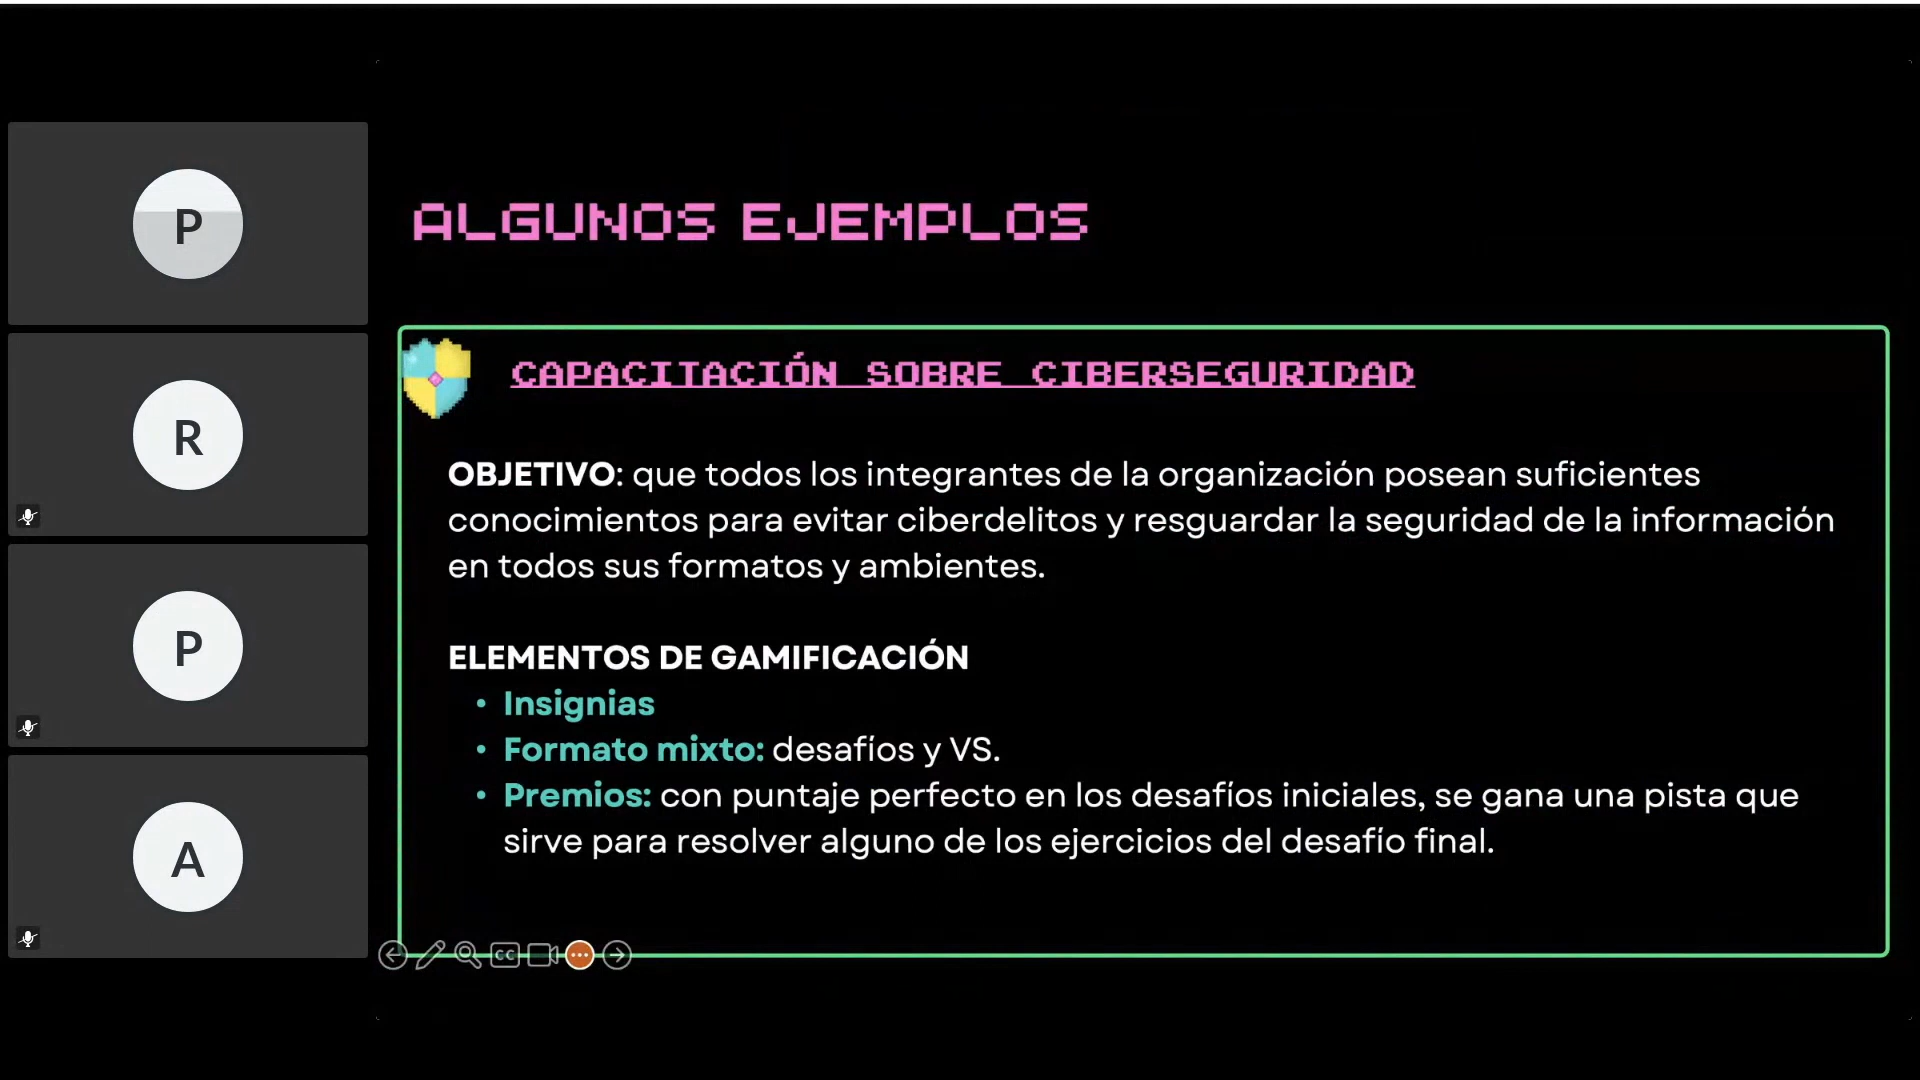 P
R
P
A
ALGUNOS EJEMPLOS
CAPACITACIÓN SOBRE CIBERSEGURIDAD
OBJETIVO: que todos los integrantes de la organización posean suficientes
conocimientos para evitar ciberdelitos y resguardar la seguridad de la información
en todos sus formatos y ambientes.
ELEMENTOS DE GAMIFICACIÓN
• Insignias
• Formato mixto: desafíos y VS.
• Premios: con puntaje perfecto en los desafíos iniciales, se gana una pista que
sirve para resolver alguno de los ejercicios del desafío final.
CC